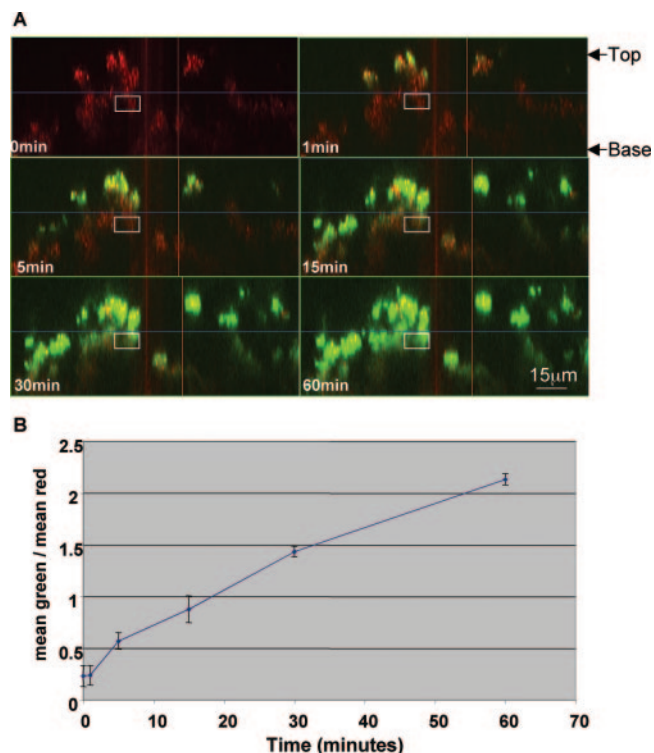 A
Top
0min
1min
Base
5min
15min
30min
60min
15μm
B
mean green / mean red
2.5
2
1.5
1
0.5
0
0 10 20 30 40 50 60 70
Time (minutes)